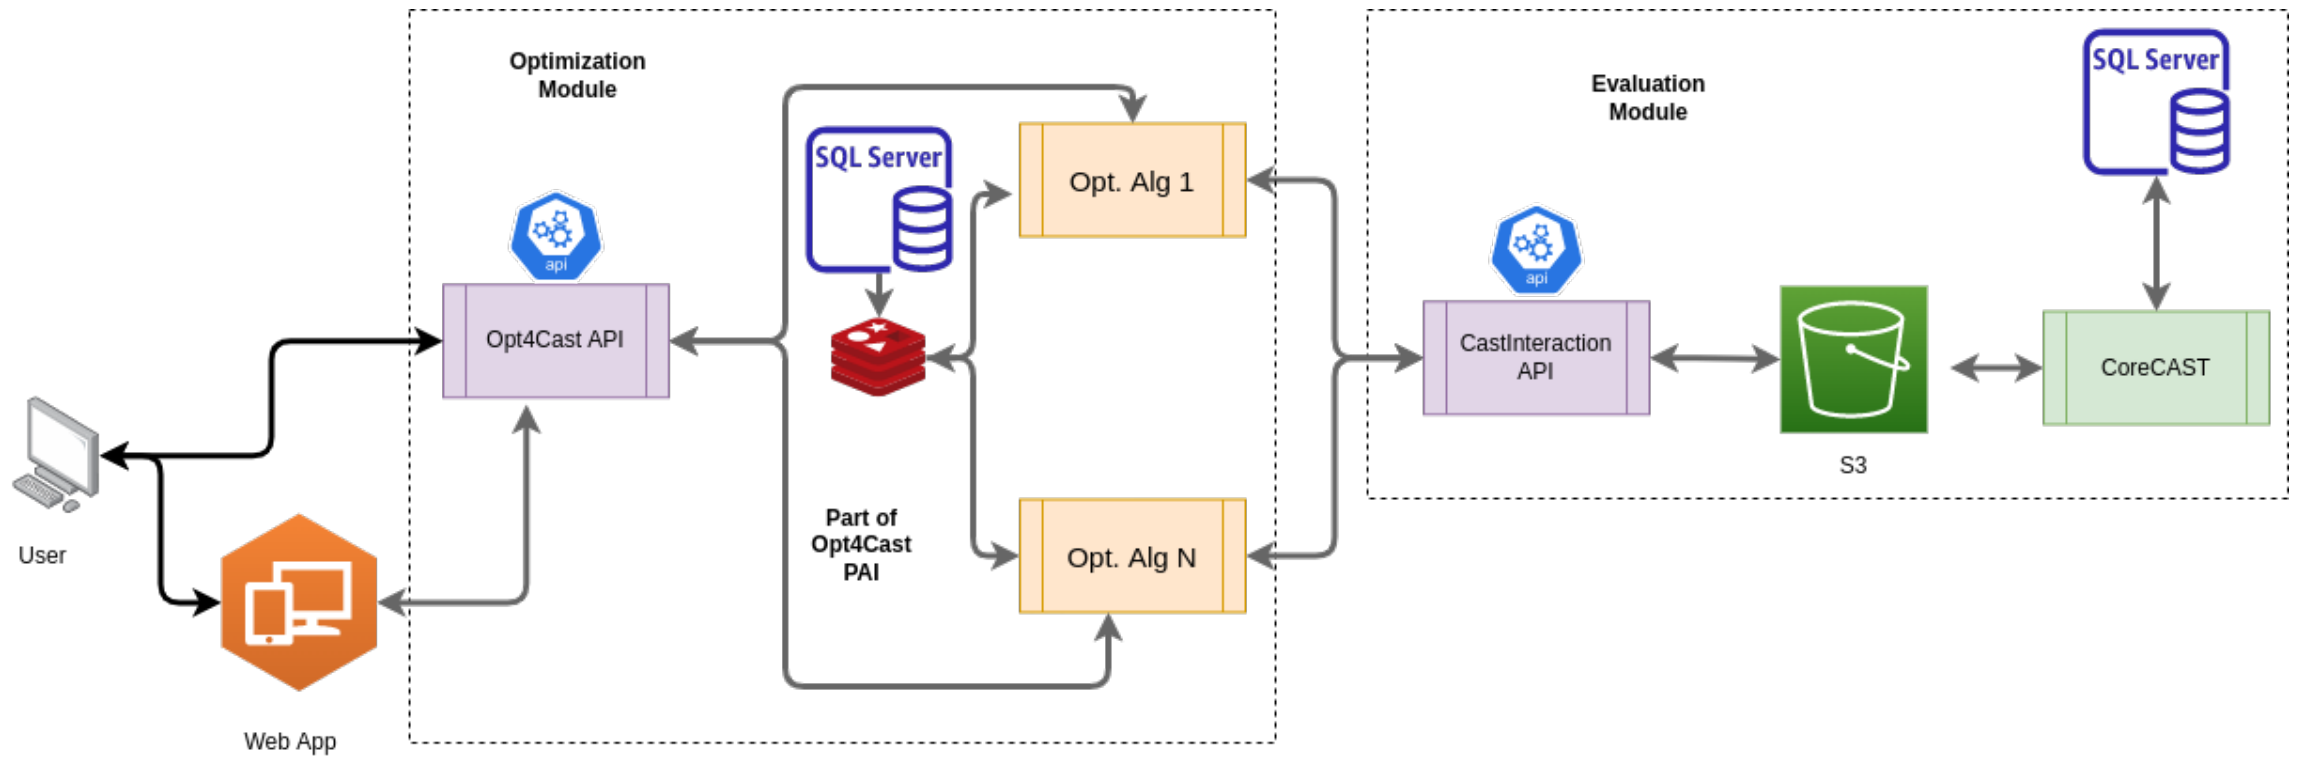 Optimization
Module
SQL Server
Opt. Alg 1
api
Opt4Cast API
Part of
Opt4Cast
PAI
Opt. Alg N
User
Web App
Evaluation
Module
SQL Server
api
CastInteraction
API
CoreCAST
S3